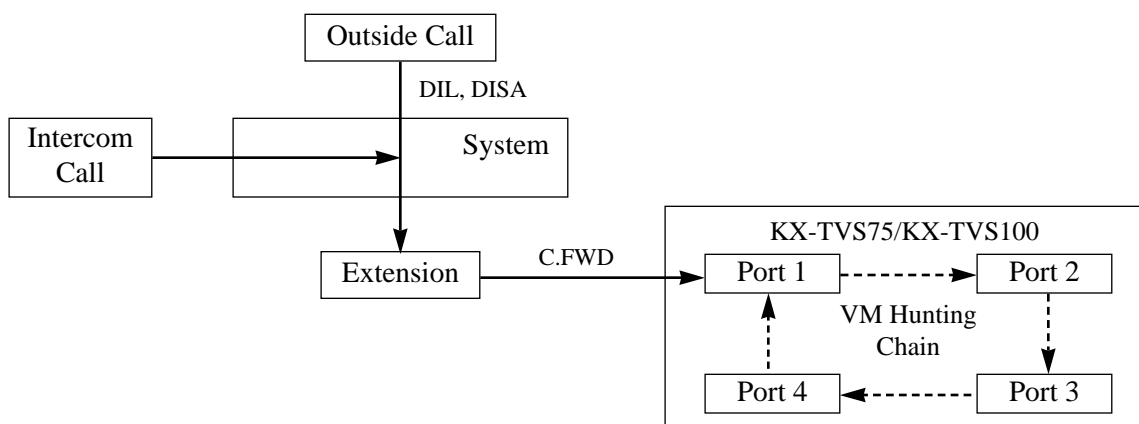 Outside Call
DIL, DISA
Intercom
Call
System
KX-TVS75/KX-TVS100
Extension
C.FWD
Port 1
Port 2
VM Hunting
Chain
Port 4
Port 3